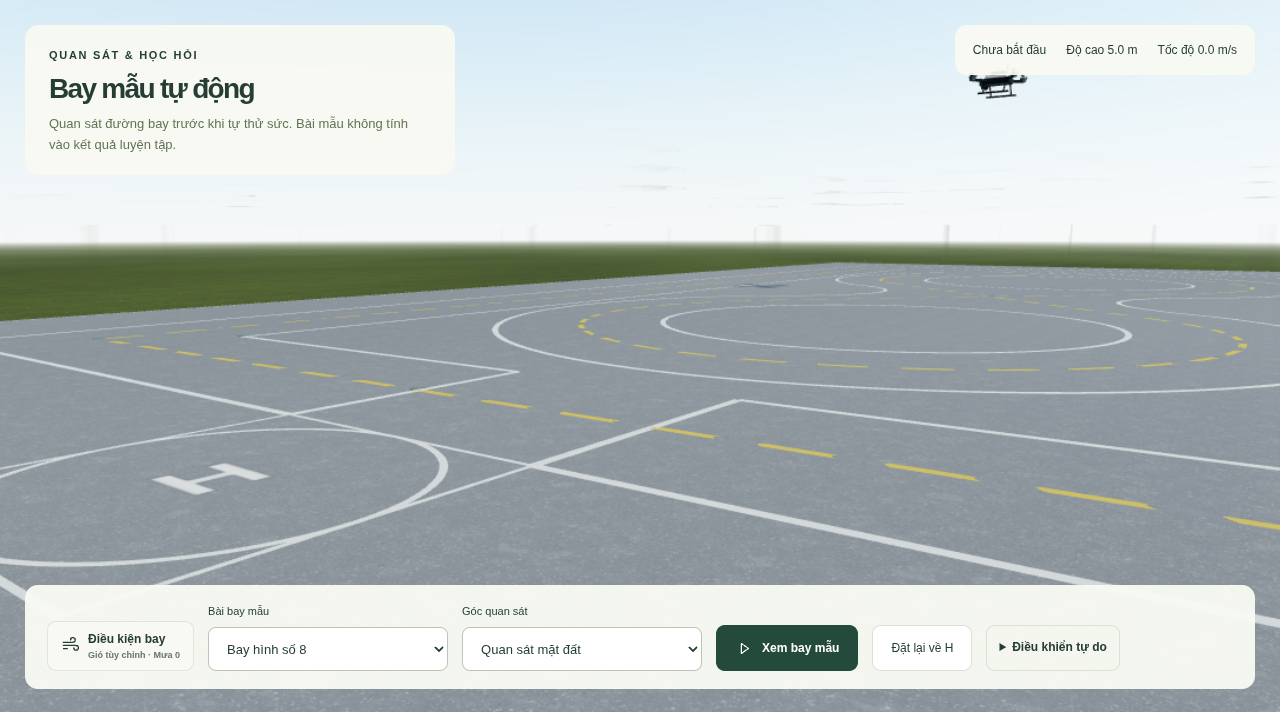 QUAN SÁT & HỌC HỎI
Bay mẫu tự động
Quan sát đường bay trước khi tự thử sức. Bài mẫu không tính
vào kết quả luyện tập.
Chưa bắt đầu Độ cao 5.0 m Tốc độ 0.0 m/s
H
Bài bay mẫu
Góc quan sát
Điều kiện bay
Gió tùy chỉnh · Mưa 0
Bay hình số 8
Quan sát mặt đất
Xem bay mẫu
Đặt lại về H
Điều khiển tự do